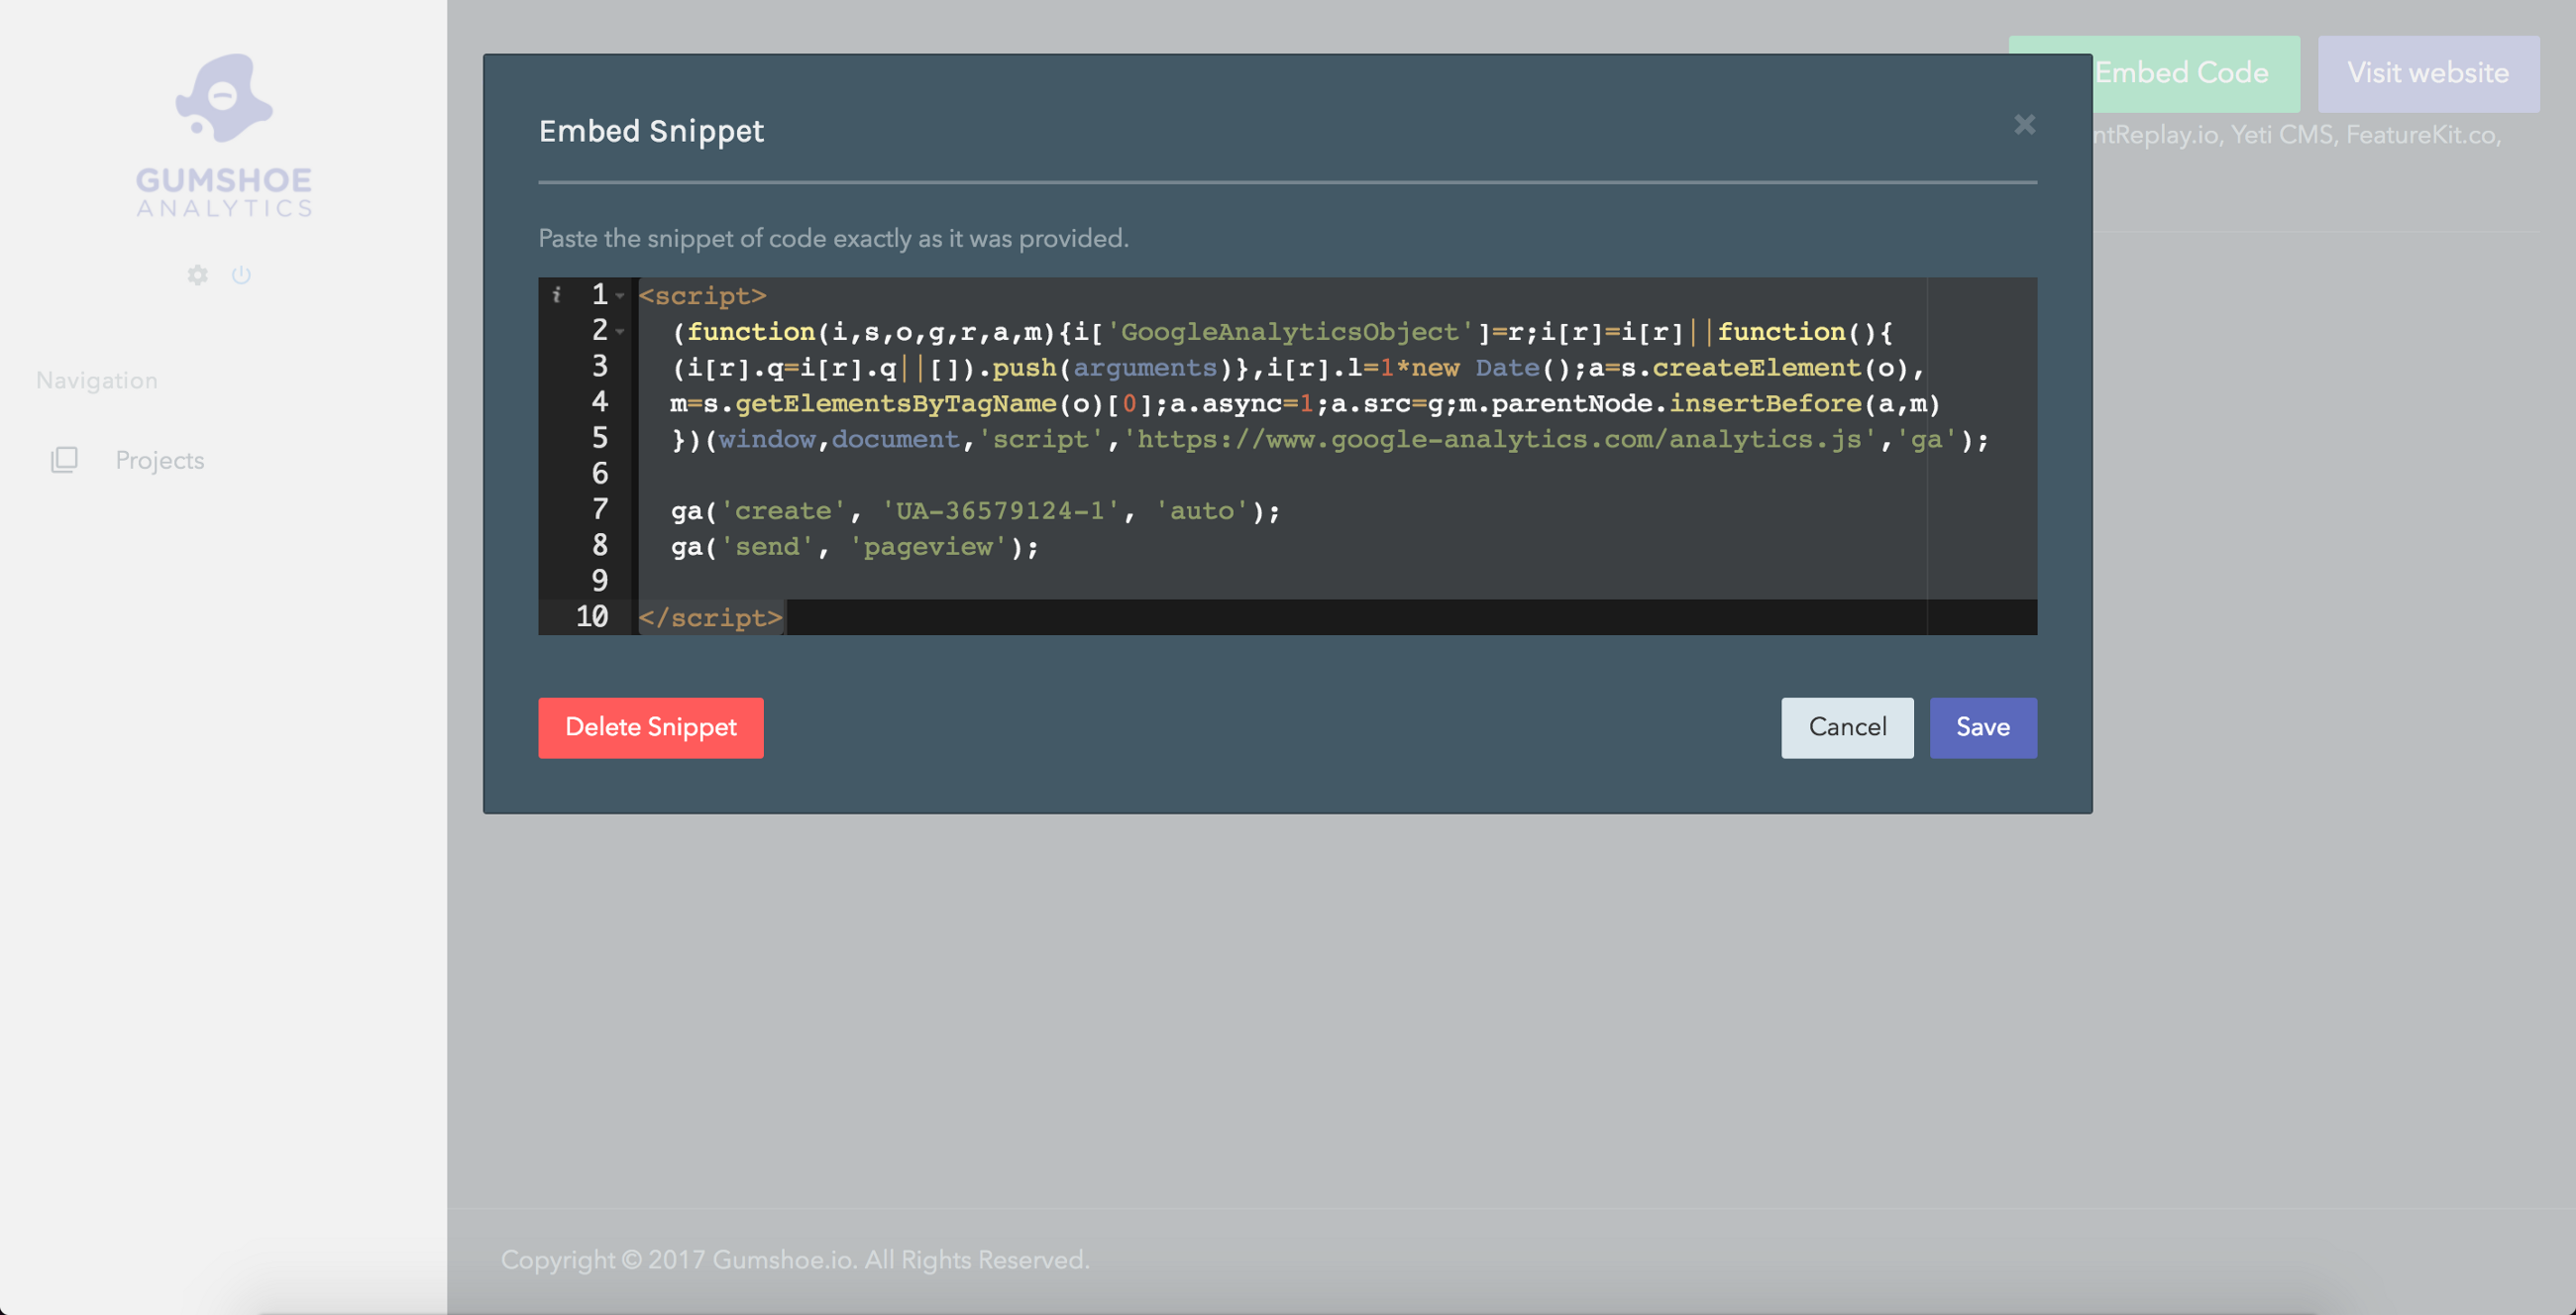 GUMSHOE
ANALYTICS
Navigation
Projects
Embed Code
Visit website
ntReplay.io, Yeti CMS, FeatureKit.co,
Embed Snippet
×
Paste the snippet of code exactly as it was provided.
i 1 <script>
2 (function(i,s,o,g,r,a,m){i['GoogleAnalyticsObject']=r;i[r]=i[r]||function(){
3 (i[r].q=i[r].q||[]).push(arguments)},i[r].l=1*new Date();a=s.createElement(o),
4 m=s.getElementsByTagName(o)[0];a.async=1;a.src=g;m.parentNode.insertBefore(a,m)
5 })(window,document,'script','https://www.google-analytics.com/analytics.js','ga');
6
7 ga('create', 'UA-36579124-1', 'auto');
8 ga('send', 'pageview');
9
10 </script>
Delete Snippet
Cancel
Save
Copyright © 2017 Gumshoe.io. All Rights Reserved.